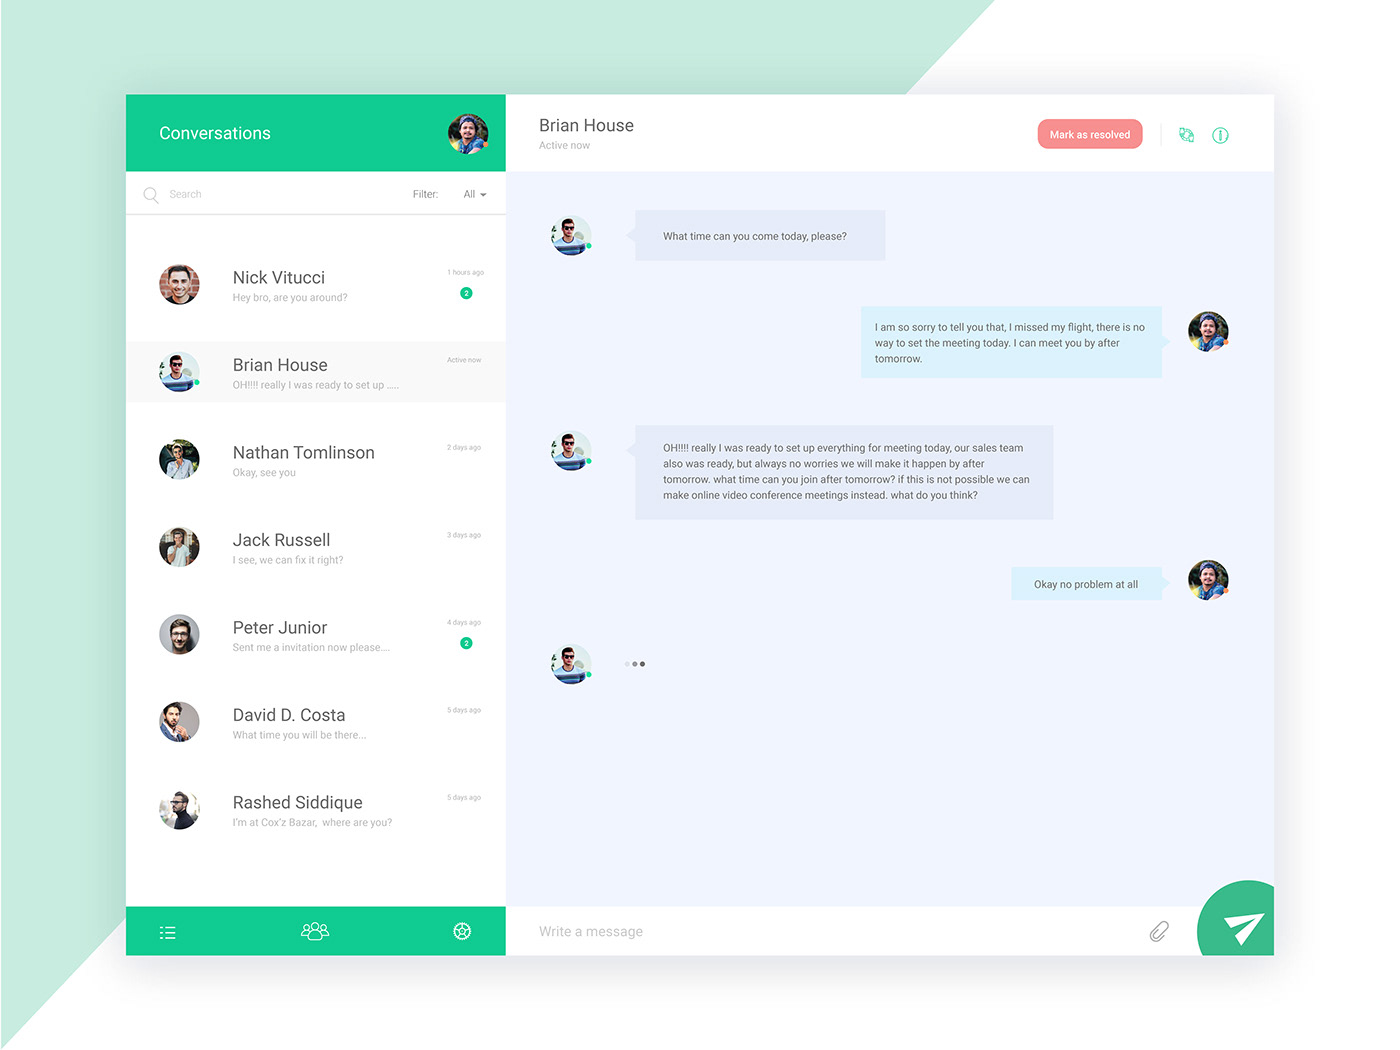 Conversations
Search
Filter:
All
Nick Vitucci
1 hours ago
Hey bro, are you around?
2
Brian House
Active now
OH!!!! really I was ready to set up .....
Nathan Tomlinson
2 days ago
Okay, see you
Jack Russell
3 days ago
I see, we can fix it right?
Peter Junior
4 days ago
Sent me a invitation now please....
2
David D. Costa
5 days ago
What time you will be there...
Rashed Siddique
5 days ago
I'm at Cox'z Bazar, where are you?
Brian House
Active now
Mark as resolved
What time can you come today, please?
I am so sorry to tell you that, I missed my flight, there is no
way to set the meeting today. I can meet you by after
tomorrow.
OH!!!! really I was ready to set up everything for meeting today, our sales team
also was ready, but always no worries we will make it happen by after
tomorrow. what time can you join after tomorrow? if this is not possible we can
make online video conference meetings instead. what do you think?
Okay no problem at all
Write a message